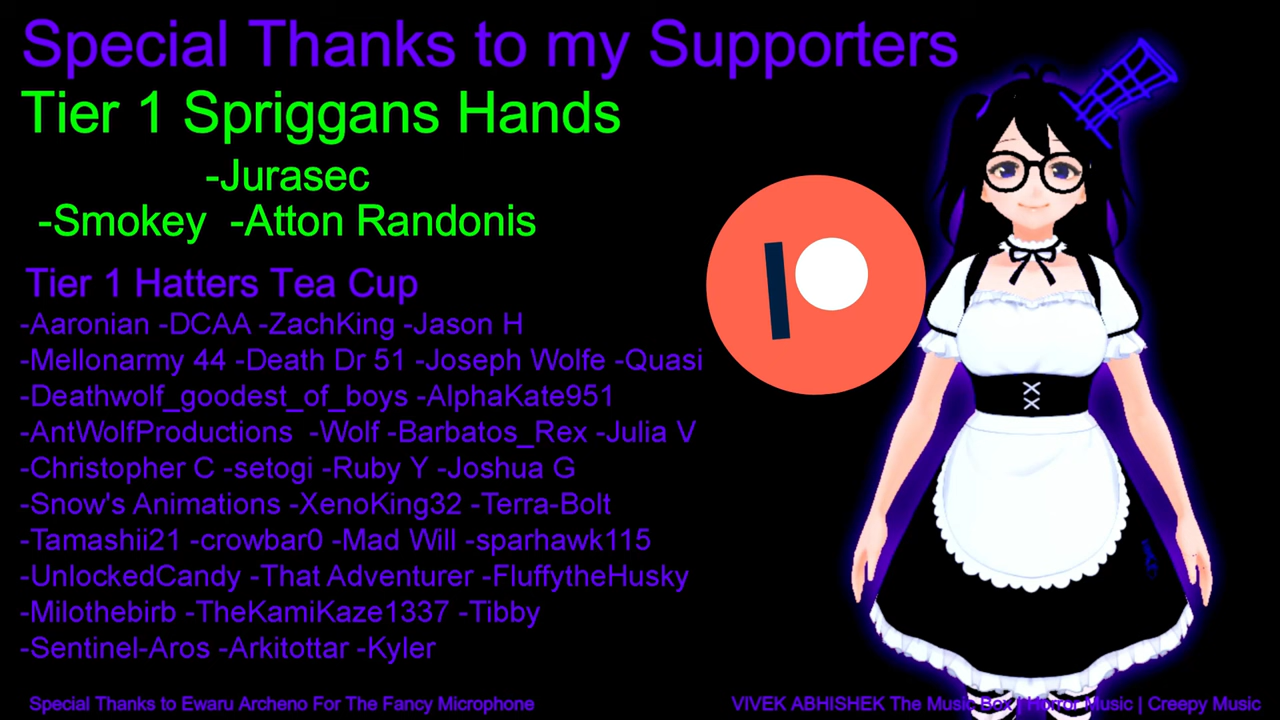 Special Thanks to my Supporters
Tier 1 Spriggans Hands
-Jurasec
-Smokey -Atton Randonis
Tier 1 Hatters Tea Cup
-Aaronian -DCAA -ZachKing -Jason H
-Mellonarmy 44 -Death Dr 51 -Joseph Wolfe -Quasi
-Deathwolf_goodest_of_boys -AlphaKate951
-AntWolfProductions -Wolf -Barbatos_Rex -Julia V
-Christopher C -setogi -Ruby Y -Joshua G
-Snow's Animations -XenoKing32 -Terra-Bolt
-Tamashii21 -crowbar0 -Mad Will -sparhawk115
-UnlockedCandy -That Adventurer -FluffytheHusky
-Milothebirb -TheKamiKaze1337 -Tibby
-Sentinel-Aros -Arkitottar -Kyler
Special Thanks to Ewaru Archeno For The Fancy Microphone
VIVEK ABHISHEK The Music Box | Horror Music | Creepy Music